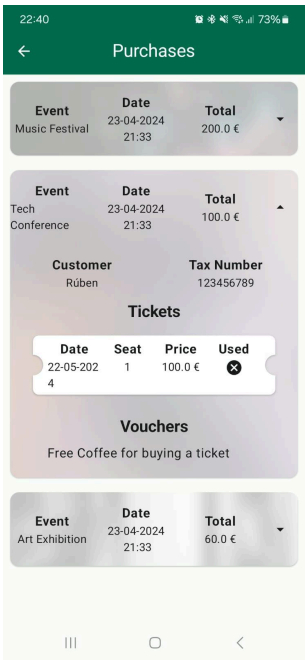 22:40 73%
Purchases
Event Date Total
Music Festival 23-04-2024 200.0 €
21:33
Event Date Total
Tech 23-04-2024 100.0 €
Conference 21:33
Customer Tax Number
Rúben 123456789
Tickets
Date Seat Price Used
22-05-202 1 100.0 €
4
Vouchers
Free Coffee for buying a ticket
Event Date Total
Art Exhibition 23-04-2024 60.0 €
21:33